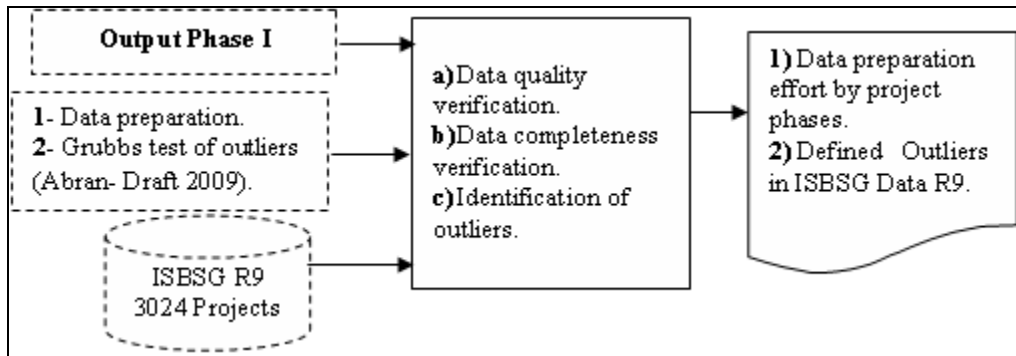 Output Phase I
1- Data preparation.
2- Grubbs test of outliers
(Abran- Draft 2009).
ISBSG R9
3024 Projects
a)Data quality
verification.
b)Data completeness
verification.
c)Identification of
outliers.
1) Data preparation
effort by project
phases.
2) Defined Outliers
in ISBSG Data R9.